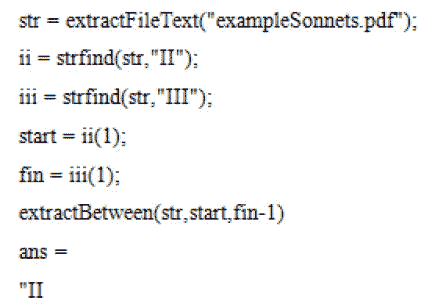 str = extractFileText("exampleSonnets.pdf");
ii = strfind(str,"II");
iii = strfind(str,"III");
start = ii(1);
fin = iii(1);
extractBetween(str,start,fin-1)
ans =
"II